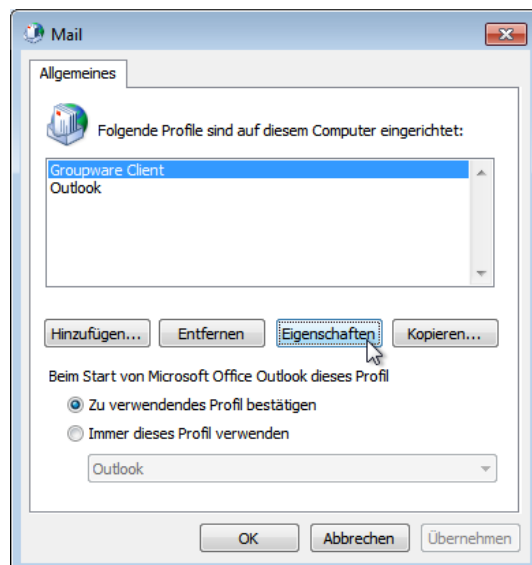 Mail
Allgemeines
Folgende Profile sind auf diesem Computer eingerichtet:
Groupware Client
Outlook
Hinzufügen... Entfernen Eigenschaften Kopieren...
Beim Start von Microsoft Office Outlook dieses Profil
Zu verwendendes Profil bestätigen
Immer dieses Profil verwenden
Outlook
OK Abbrechen Übernehmen